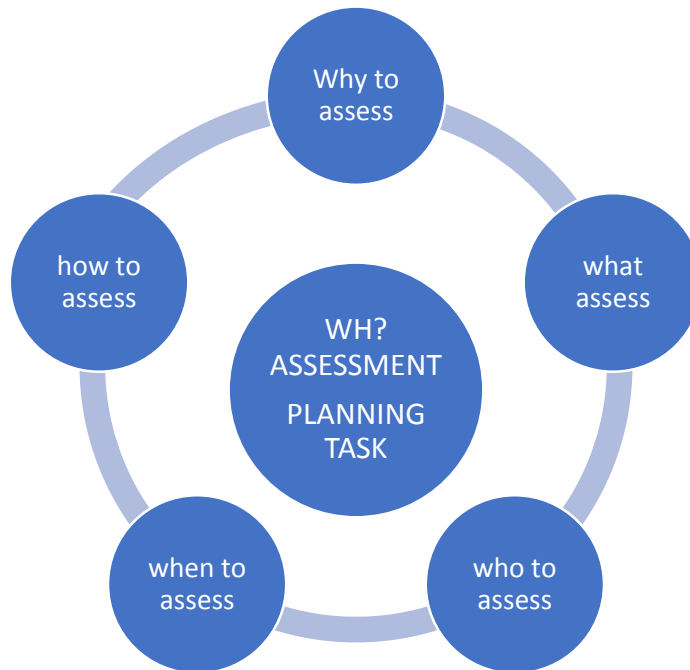 Why to
assess
what
assess
who to
assess
when to
assess
how to
assess
WH?
ASSESSMENT
PLANNING
TASK